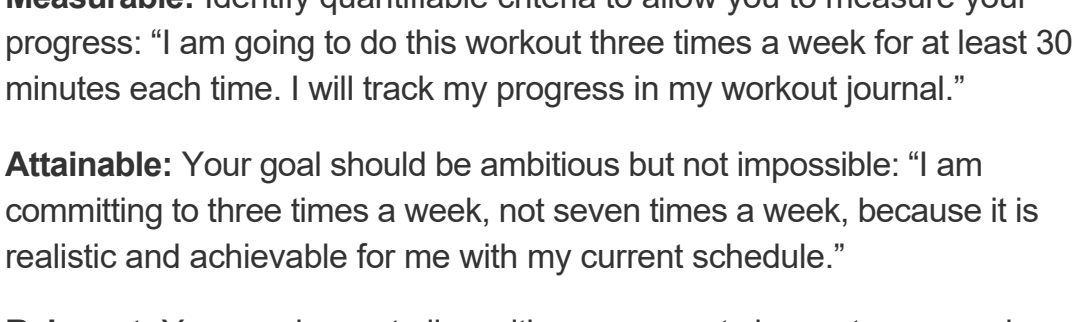 Measurable: Identify quantifiable criteria to allow you to measure your
progress: “I am going to do this workout three times a week for at least 30
minutes each time. I will track my progress in my workout journal.”
Attainable: Your goal should be ambitious but not impossible: “I am
committing to three times a week, not seven times a week, because it is
realistic and achievable for me with my current schedule.”